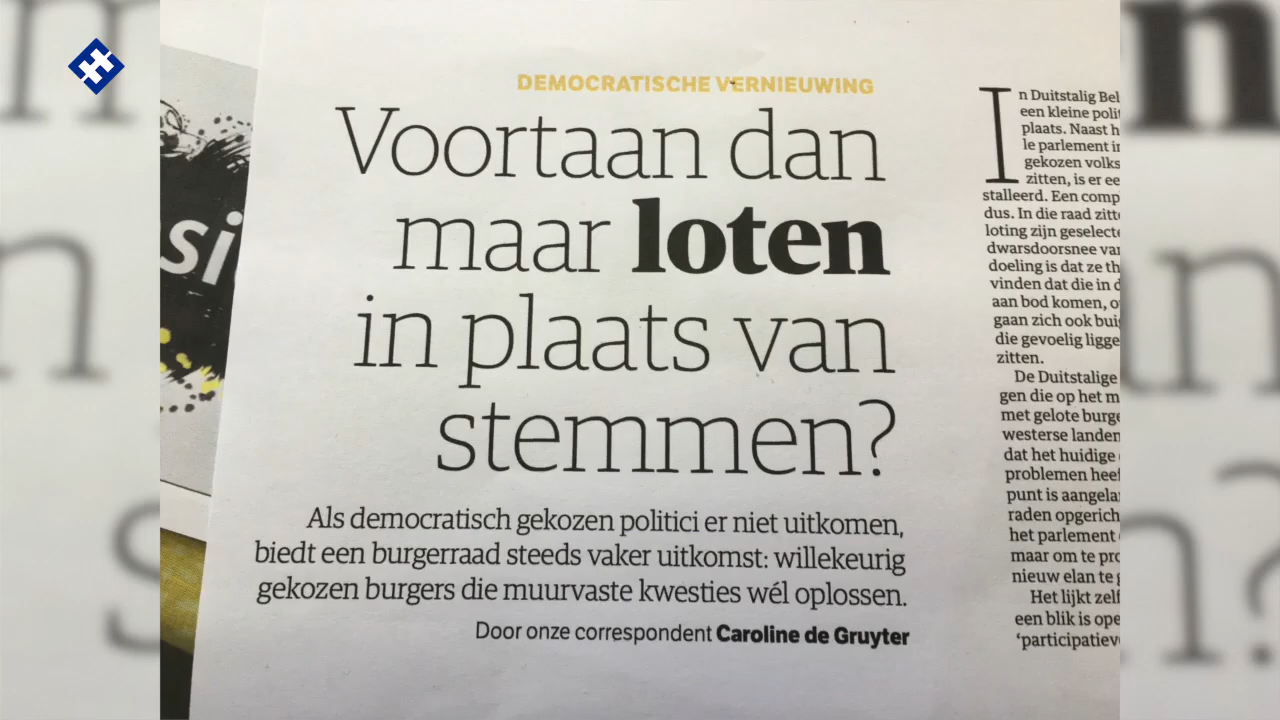 DEMOCRATISCHE VERNIEUWING
Voortaan dan
maar loten
in plaats van
stemmen?
Als democratisch gekozen politici er niet uitkomen,
biedt een burgerraad steeds vaker uitkomst: willekeurig
gekozen burgers die muurvaste kwesties wél oplossen.
Door onze correspondent Caroline de Gruyter
In Duitstalig Bel
een kleine polit
plaats. Naast h
le parlement in
gekozen volks
zitten, is er ee
stalleerd. Een comp
dus. In die raad zitt
loting zijn geselecte
dwarsdoorsnee van
doeling is dat ze th
vinden dat die in d
aan bod komen, o
gaan zich ook bui
die gevoelig ligge
zitten.
De Duitstalige
gen die op het m
met gelote burge
westerse landen
dat het huidige
problemen heef
punt is aangela
raden opgerich
het parlement
maar om te pro
nieuw elan te g
Het lijkt zelf
een blik is ope
‘participatiev
si